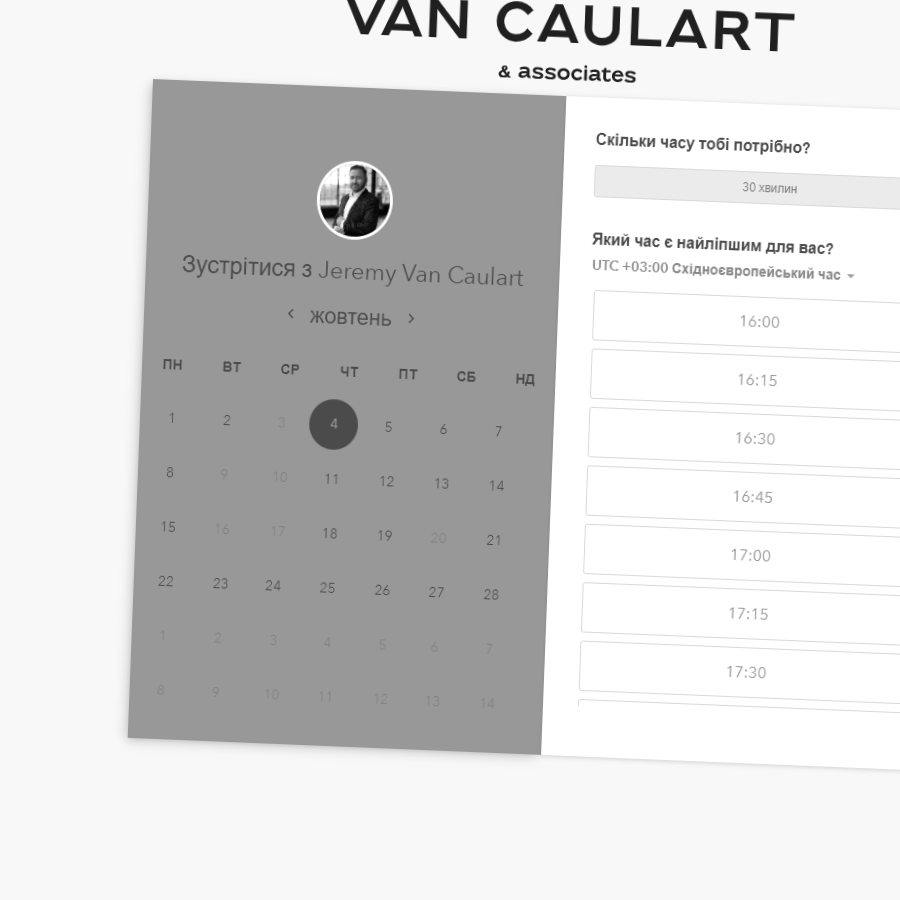 VAN CAULART
& associates
Зустрітися з Jeremy Van Caulart
‹ жовтень ›
ПН ВТ СР ЧТ ПТ СБ НД
1 2 3 4 5 6 7
8 9 10 11 12 13 14
15 16 17 18 19 20 21
22 23 24 25 26 27 28
1 2 3 4 5 6 7
8 9 10 11 12 13 14
Скільки часу тобі потрібно?
30 хвилин
Який час є найліпшим для вас?
UTC +03:00 Східноєвропейський час
16:00
16:15
16:30
16:45
17:00
17:15
17:30